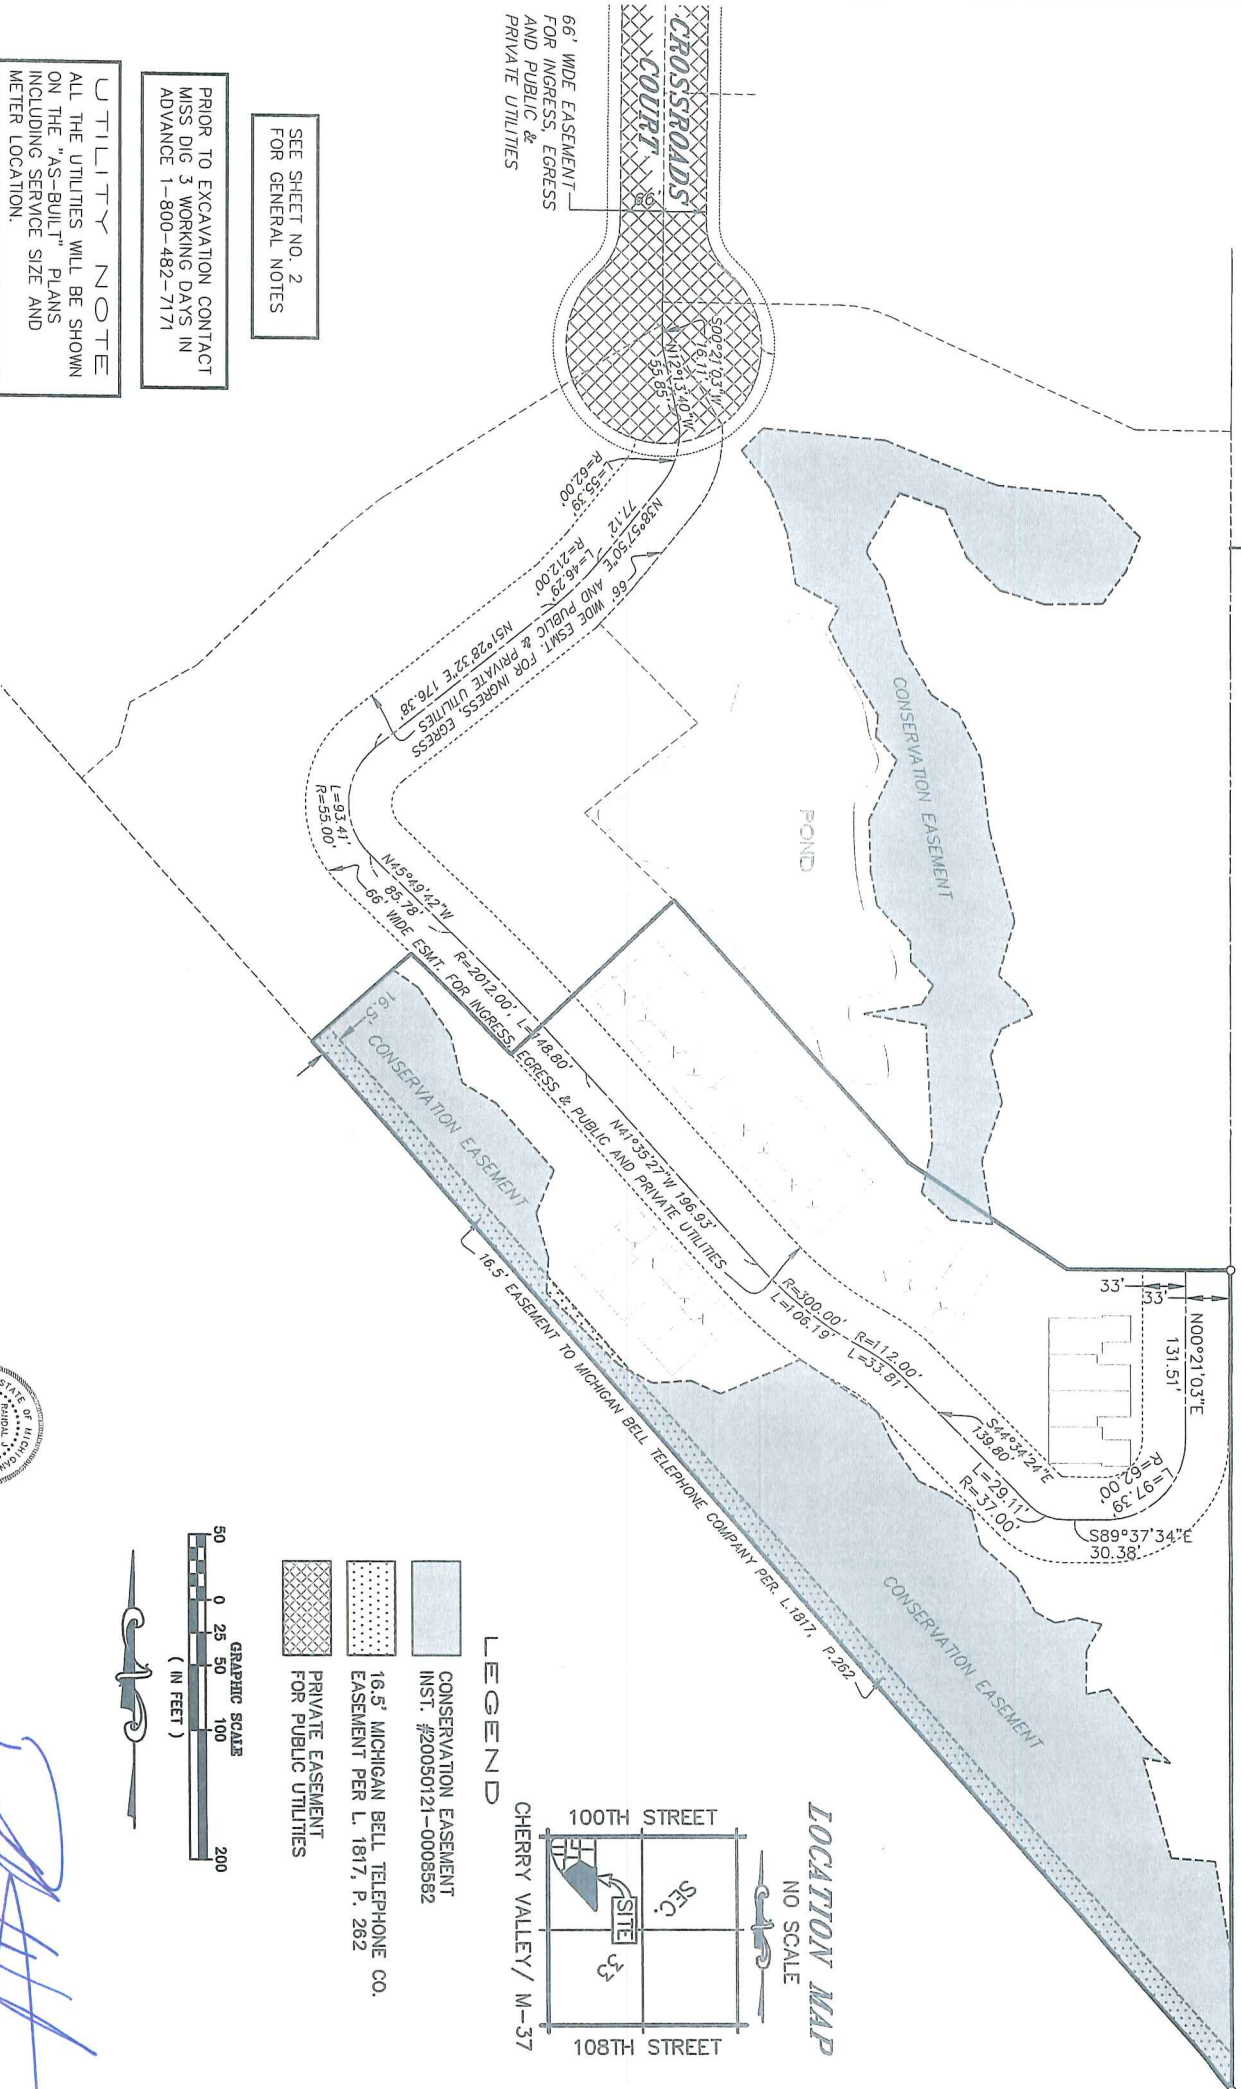 CROSSROADS
COURT
66' WIDE EASEMENT
FOR INGRESS, EGRESS
AND PUBLIC &
PRIVATE UTILITIES
66'
S00°21'03"W
16.11'
N12°13'40"W
55.85'
L=55.39'
R=62.00'
N38°57'50"E
77.12'
L=46.29'
R=212.00'
66' WIDE ESMT. FOR INGRESS, EGRESS
AND PUBLIC & PRIVATE UTILITIES
N51°28'32"E 176.38'
L=93.41'
R=55.00'
N45°49'42"W
85.78'
66' WIDE ESMT. FOR INGRESS, EGRESS & PUBLIC AND PRIVATE UTILITIES
R=2012.00', L=148.80'
N41°35'27"W 196.93'
R=300.00'
L=106.19'
R=112.00'
L=33.81'
S44°34'24"E
139.80'
L=29.11'
R=37.00'
S89°37'34"E
30.38'
L=97.39'
R=62.00'
N00°21'03"E
131.51'
33'
33'
CONSERVATION EASEMENT
POND
16.5'
CONSERVATION EASEMENT
16.5' EASEMENT TO MICHIGAN BELL TELEPHONE COMPANY PER. L.1817, P.262
CONSERVATION EASEMENT
SEE SHEET NO. 2
FOR GENERAL NOTES
PRIOR TO EXCAVATION CONTACT
MISS DIG 3 WORKING DAYS IN
ADVANCE 1-800-482-7171
UTILITY NOTE
ALL THE UTILITIES WILL BE SHOWN
ON THE "AS-BUILT" PLANS
INCLUDING SERVICE SIZE AND
METER LOCATION.
LOCATION MAP
NO SCALE
100TH STREET
SEC.
33
SITE
108TH STREET
CHERRY VALLEY/ M-37
LEGEND
CONSERVATION EASEMENT
INST. #20050121-0008582
16.5' MICHIGAN BELL TELEPHONE CO.
EASEMENT PER L. 1817, P. 262
PRIVATE EASEMENT
FOR PUBLIC UTILITIES
GRAPHIC SCALE
50 0 25 50 100 200
( IN FEET )
STATE OF MICHIGAN
RANDAL J.